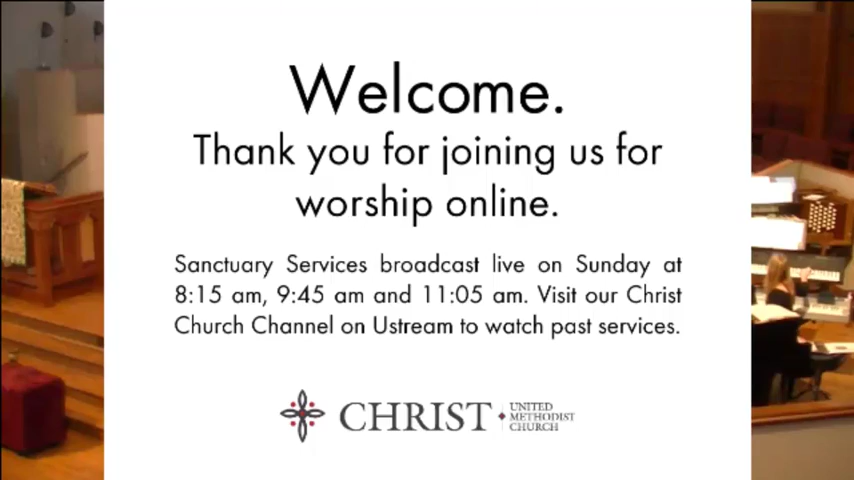 Welcome.
Thank you for joining us for
worship online.
Sanctuary Services broadcast live on Sunday at
8:15 am, 9:45 am and 11:05 am. Visit our Christ
Church Channel on Ustream to watch past services.
CHRIST UNITED
METHODIST
CHURCH